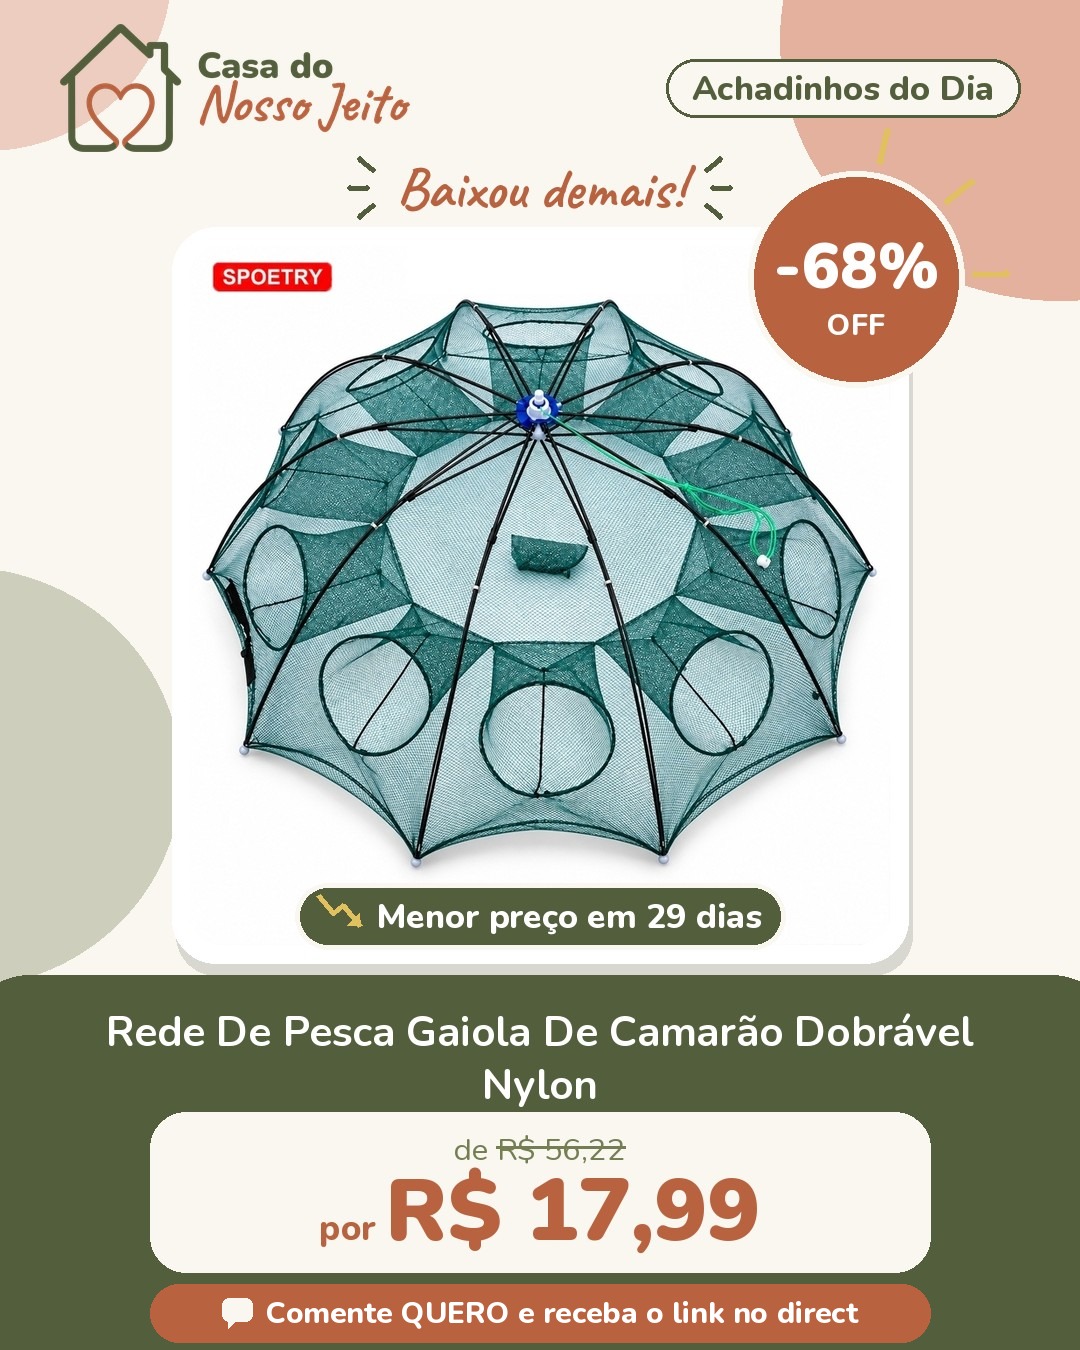 Casa do
Nosso Jeito
Achadinhos do Dia
Baixou demais!
-68%
OFF
SPOETRY
Menor preço em 29 dias
Rede De Pesca Gaiola De Camarão Dobrável
Nylon
de R$ 56,22
por R$ 17,99
Comente QUERO e receba o link no direct